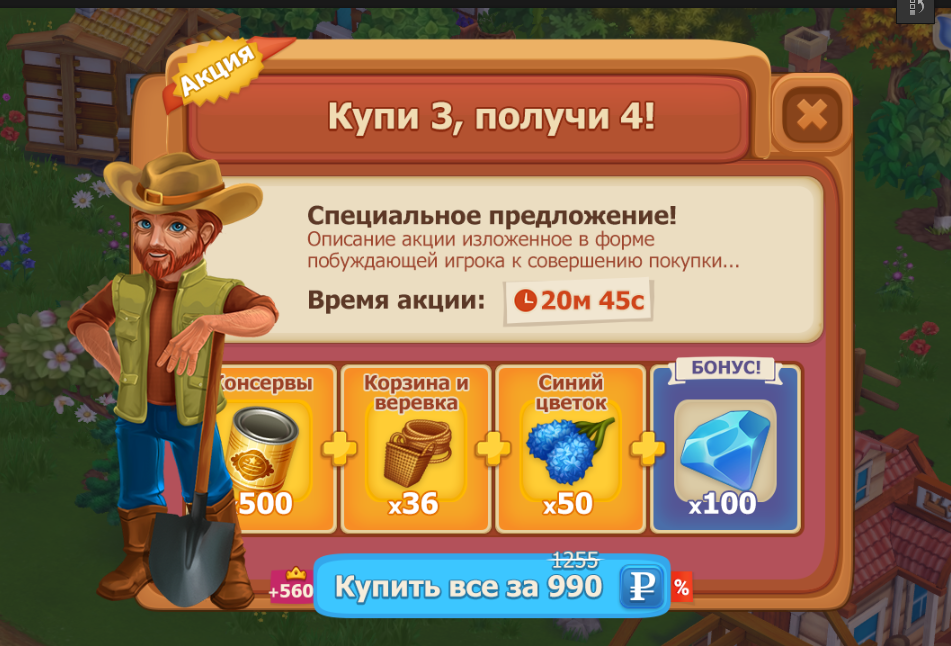 Акция
Купи 3, получи 4!
Специальное предложение!
Описание акции изложенное в форме
побуждающей игрока к совершению покупки...
Время акции: 20м 45с
Консервы
500
Корзина и
веревка
x36
Синий
цветок
x50
БОНУС!
x100
+560
Купить все за 990
1255
₽
%